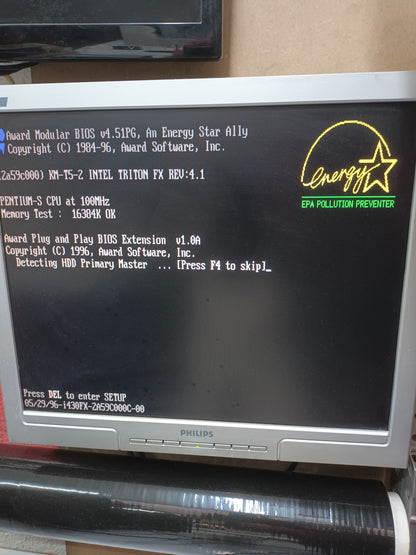 Award Modular BIOS v4.51PG, An Energy Star Ally
Copyright (C) 1984-96, Award Software, Inc.
energy
EPA POLLUTION PREVENTER
(2a59c000) KM-T5-2 INTEL TRITON FX REV:4.1
PENTIUM-S CPU at 100MHz
Memory Test : 16384K OK
Award Plug and Play BIOS Extension v1.0A
Copyright (C) 1996, Award Software, Inc.
Detecting HDD Primary Master ... [Press F4 to skip]_
Press DEL to enter SETUP
05/29/96-i430FX-2A59C000C-00
PHILIPS